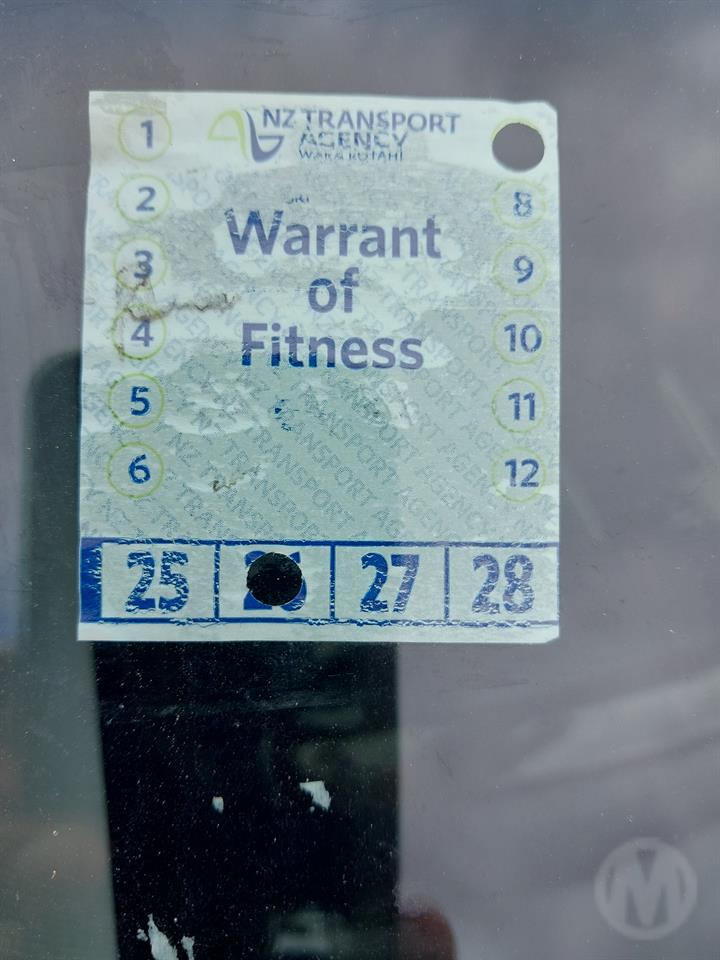 NZ TRANSPORT
AGENCY
WAKA KOTAHI
1
2
3
4
5
6
8
9
10
11
12
Warrant
of
Fitness
25 26 27 28
M